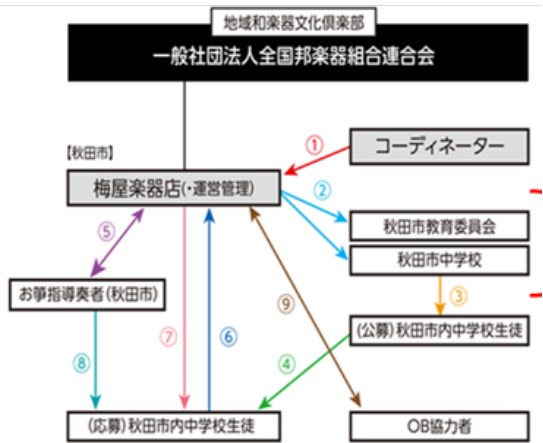 地域和楽器文化倶楽部
一般社団法人全国邦楽器組合連合会
①
コーディネーター
【秋田市】
梅屋楽器店(・運営管理)
②
秋田市教育委員会
⑤
秋田市中学校
お箏指導奏者(秋田市)
⑨
③
(公募)秋田市内中学校生徒
⑧
⑦
⑥
④
(応募)秋田市内中学校生徒
OB協力者